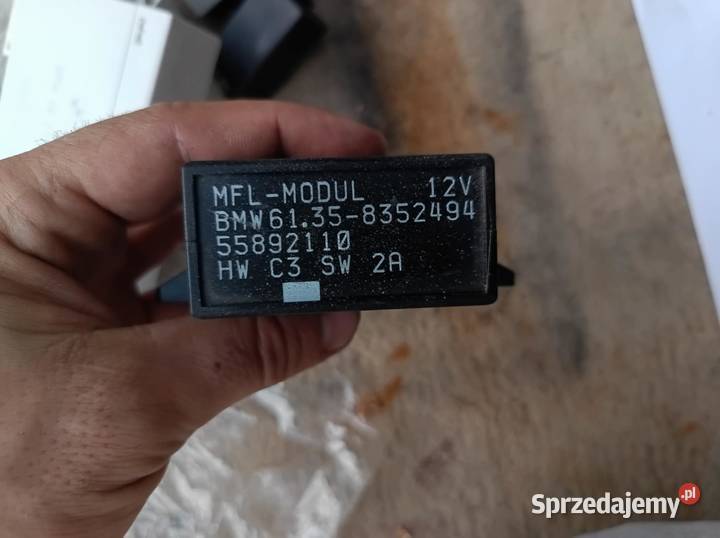 MFL-MODUL 12V
BMW61.35-8352494
55892110
HW C3 SW 2A
Sprzedajemy.pl